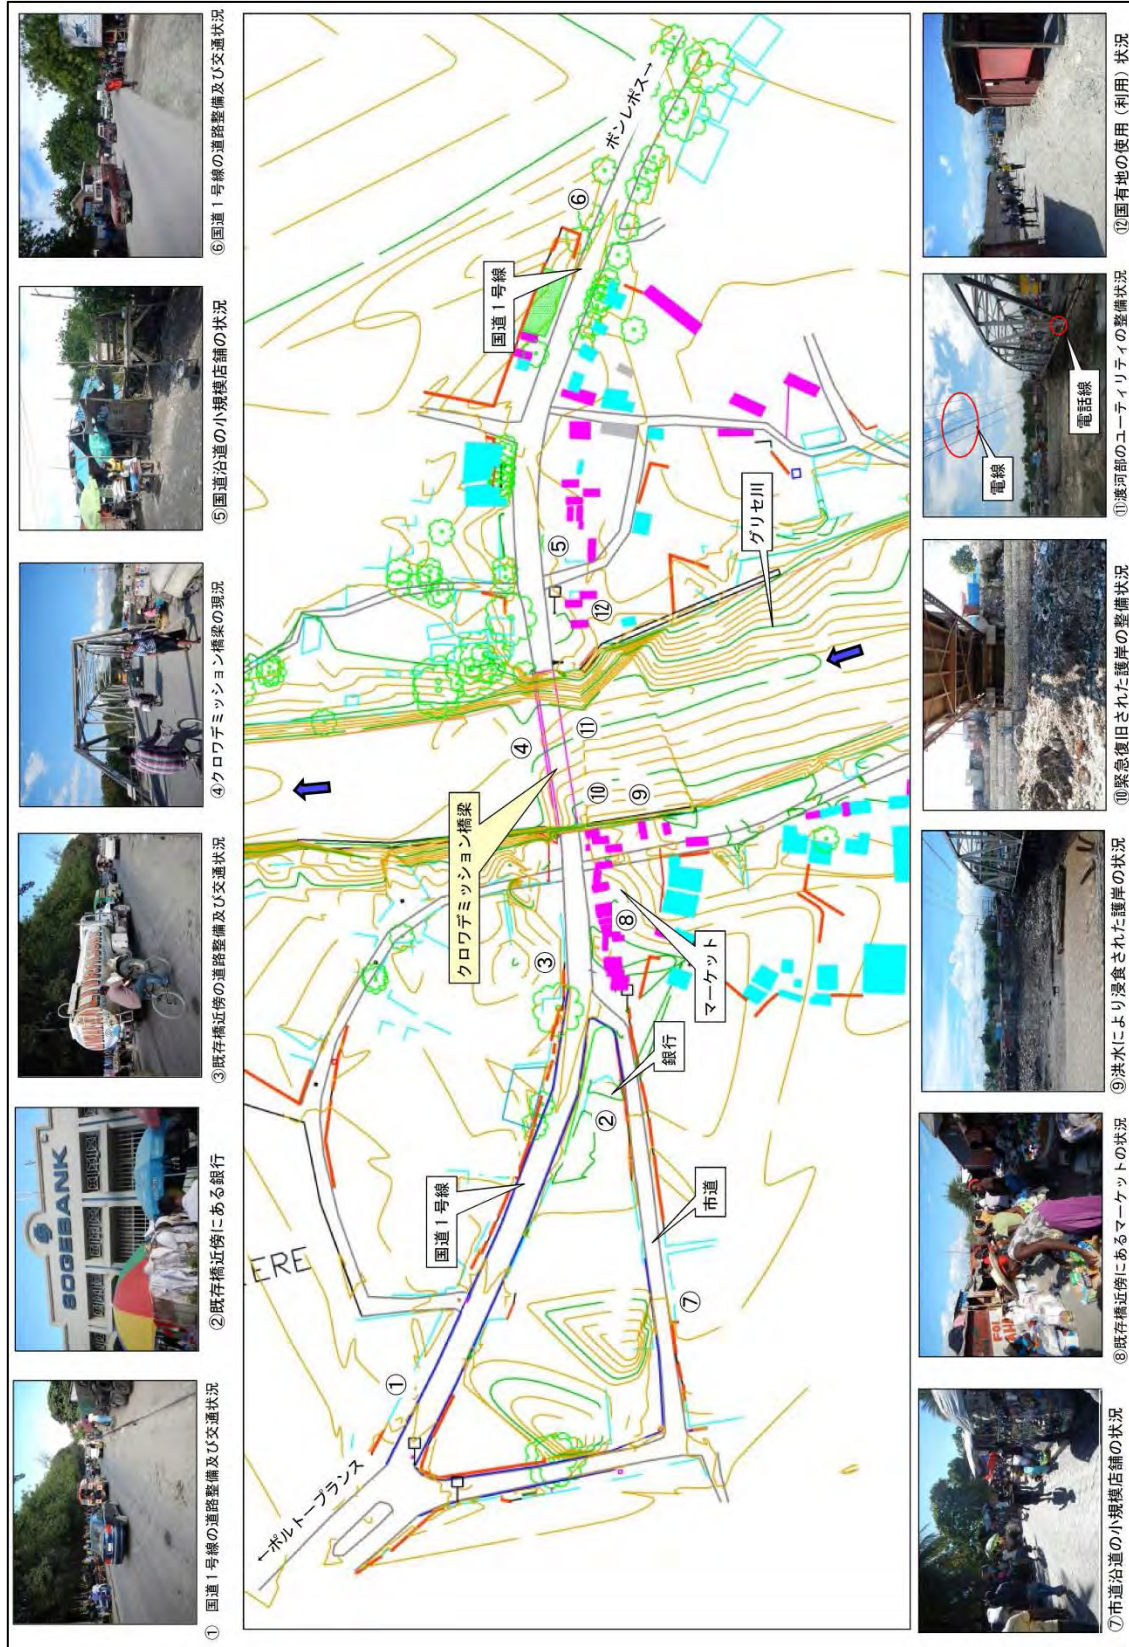 ① 国道1号線の道路整備及び交通状況
②既存橋近傍にある銀行
③既存橋近傍の道路整備及び交通状況
④クロワデミッション橋梁の現況
⑤国道沿道の小規模店舗の状況
⑥国道1号線の道路整備及び交通状況
SOGEBANK
←ポルトープランス
ボンレポス→
ERE
国道1号線
国道1号線
クロワデミッション橋梁
グリセ川
マーケット
銀行
市道
①
②
③
④
⑤
⑥
⑦
⑧
⑨
⑩
⑪
⑫
電線
電話線
⑦市道沿道の小規模店舗の状況
⑧既存橋近傍にあるマーケットの状況
⑨洪水により浸食された護岸の状況
⑩緊急復旧された護岸の整備状況
⑪渡河部のユーティリティの整備状況
⑫国有地の使用（利用）状況